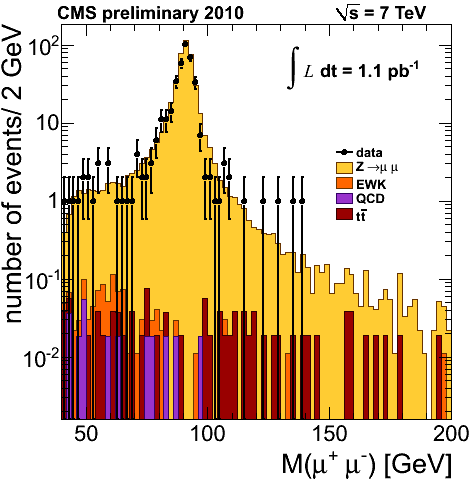 CMS preliminary 2010
√s = 7 TeV
number of events/ 2 GeV
∫ L dt = 1.1 pb⁻¹
data
Z→μ μ
EWK
QCD
tt̄
10²
10
1
10⁻¹
10⁻²
50 100 150 200
M(μ⁺ μ⁻) [GeV]